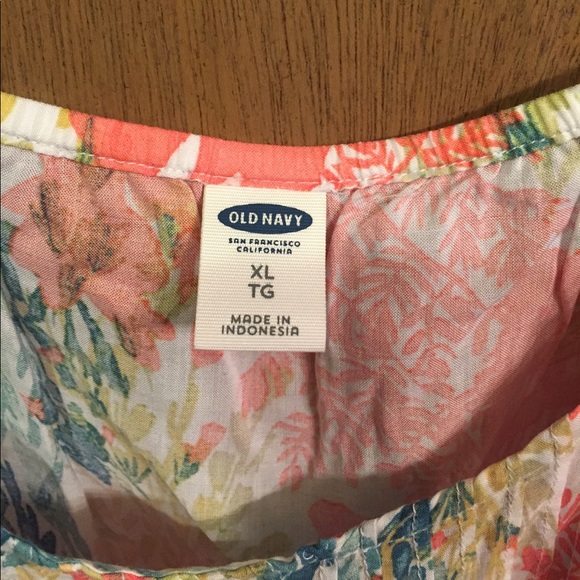 OLD NAVY
SAN FRANCISCO
CALIFORNIA
XL
TG
MADE IN
INDONESIA